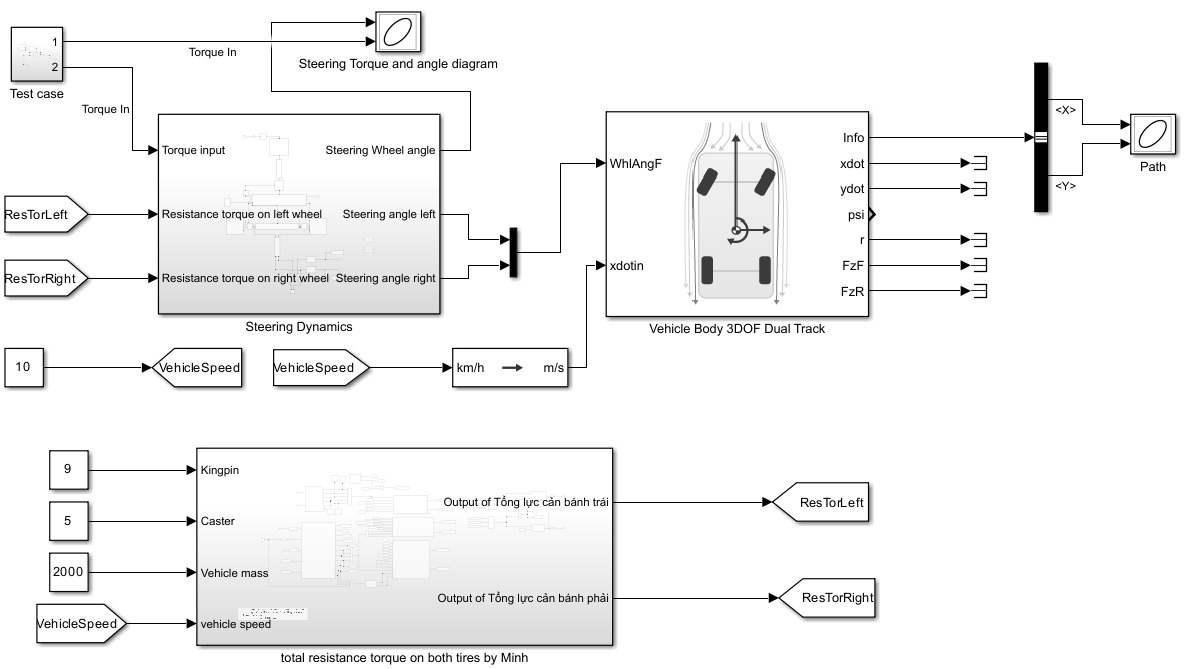 1
2
Test case
Torque In
Torque In
Steering Torque and angle diagram
Torque input
Resistance torque on left wheel
Resistance torque on right wheel
Steering Wheel angle
Steering angle left
Steering angle right
Steering Dynamics
ResTorLeft
ResTorRight
WhlAngF
xdotin
Info
xdot
ydot
psi
r
FzF
FzR
Vehicle Body 3DOF Dual Track
<X>
<Y>
Path
10
VehicleSpeed
VehicleSpeed
km/h
m/s
9
5
2000
VehicleSpeed
Kingpin
Caster
Vehicle mass
vehicle speed
Output of Tổng lực cản bánh trái
Output of Tổng lực cản bánh phải
total resistance torque on both tires by Minh
ResTorLeft
ResTorRight